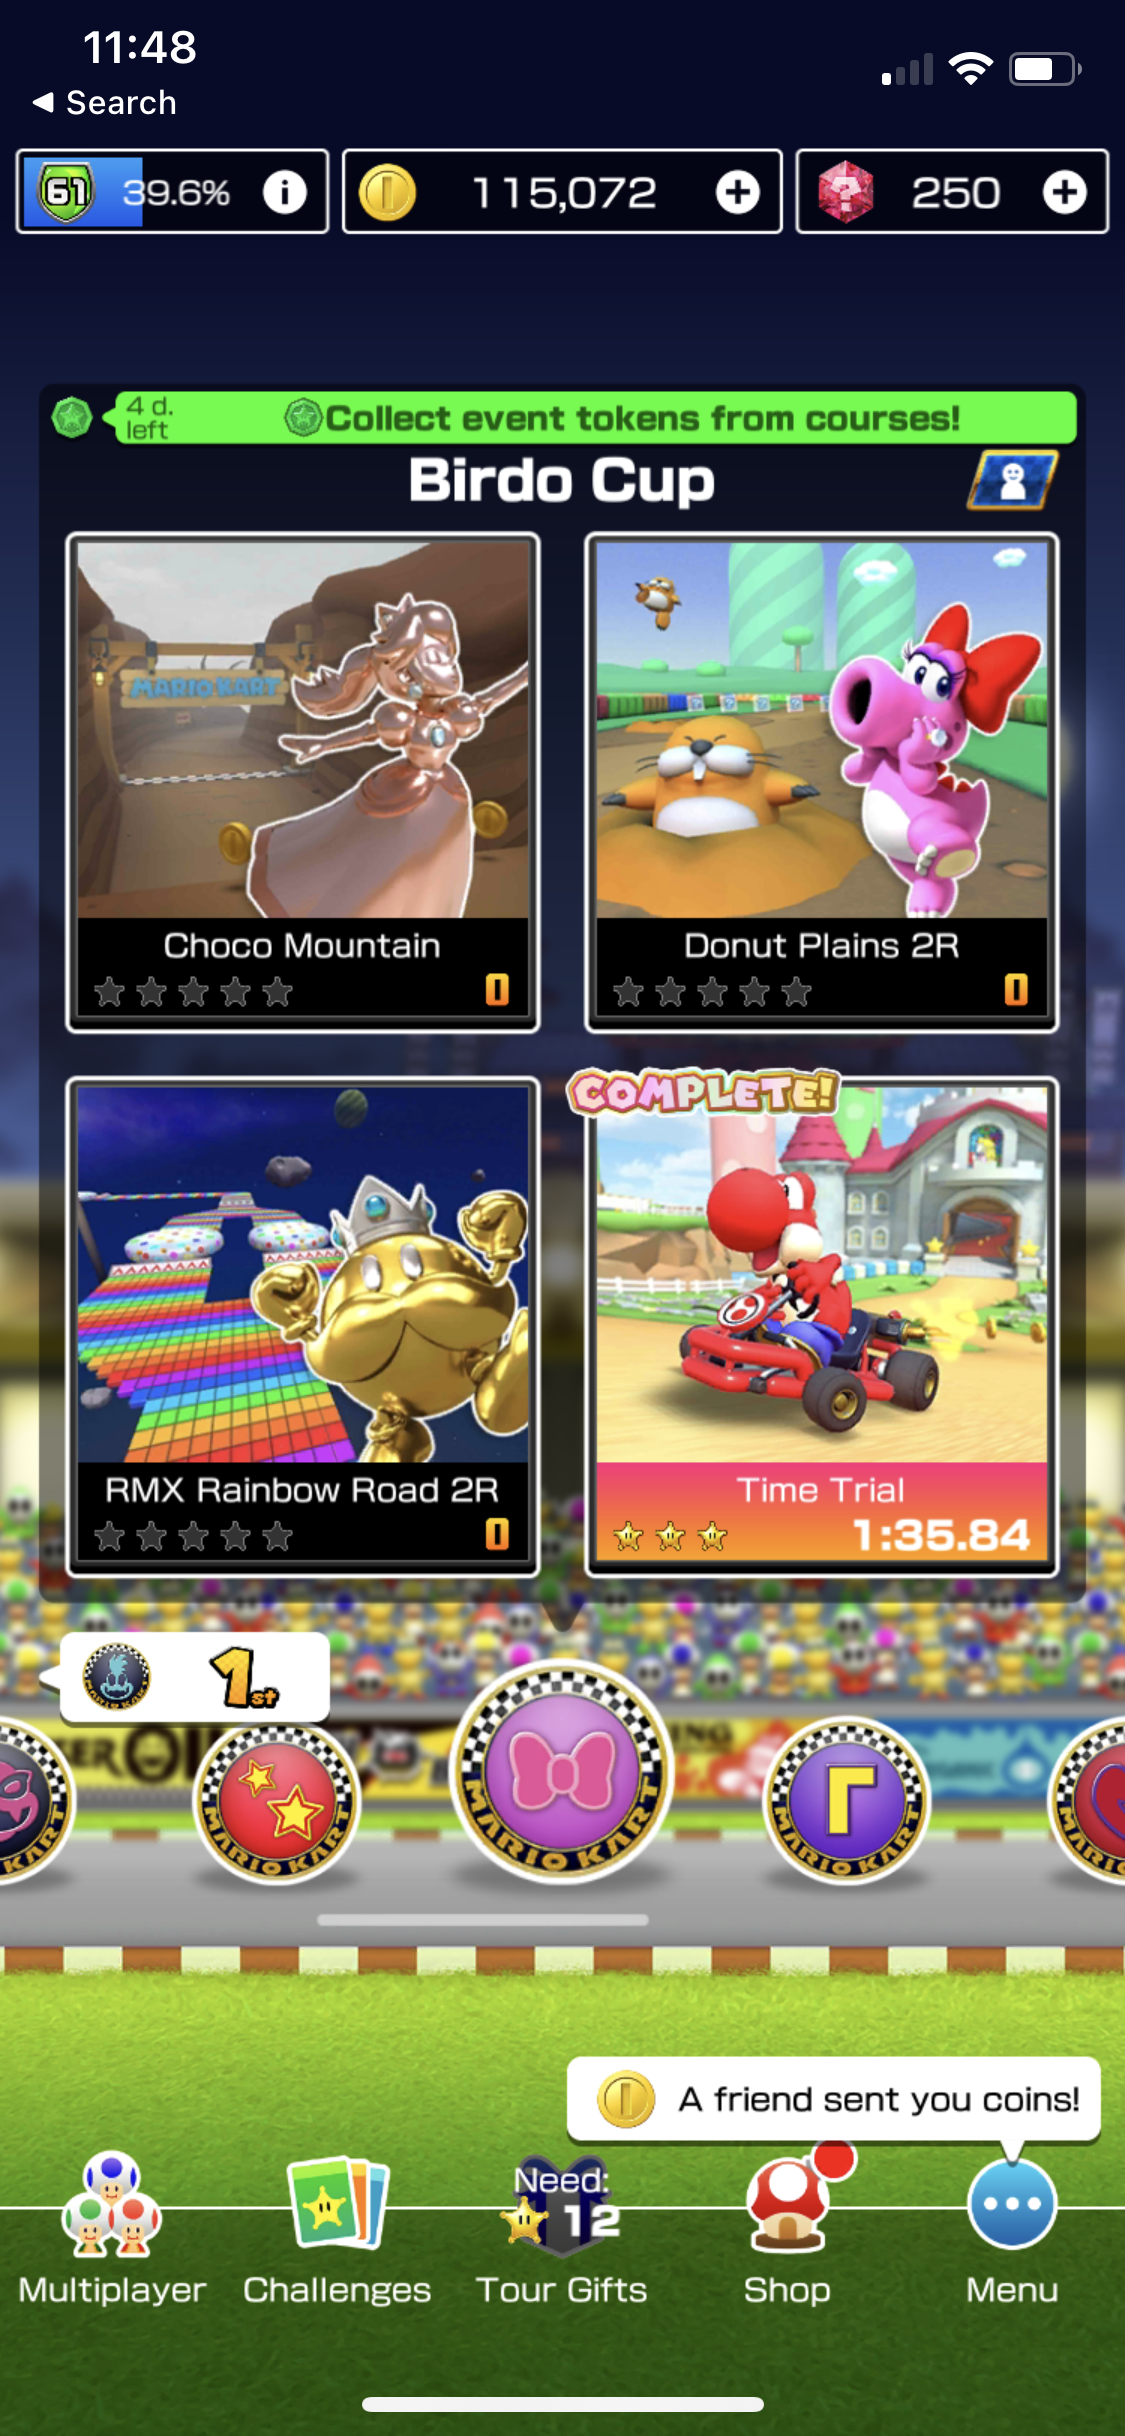 11:48
Search
61 39.6% i 115,072 + 250 +
4 d.
left
Collect event tokens from courses!
Birdo Cup
MARIO KART
Choco Mountain
0
Donut Plains 2R
0
COMPLETE!
RMX Rainbow Road 2R
0
Time Trial
1:35.84
MARIO KART
1st
KART
MARIO KART
MARIO KART
MARIO KART
A friend sent you coins!
Need:
12
Multiplayer
Challenges
Tour Gifts
Shop
Menu